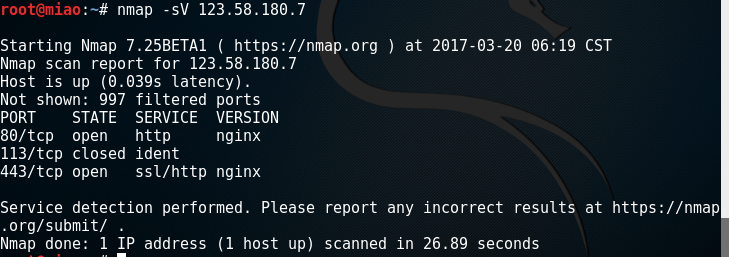 root@miao:~# nmap -sV 123.58.180.7
Starting Nmap 7.25BETA1 ( https://nmap.org ) at 2017-03-20 06:19 CST
Nmap scan report for 123.58.180.7
Host is up (0.039s latency).
Not shown: 997 filtered ports
PORT    STATE  SERVICE  VERSION
80/tcp  open   http     nginx
113/tcp closed ident
443/tcp open   ssl/http nginx
Service detection performed. Please report any incorrect results at https://nmap
.org/submit/ .
Nmap done: 1 IP address (1 host up) scanned in 26.89 seconds